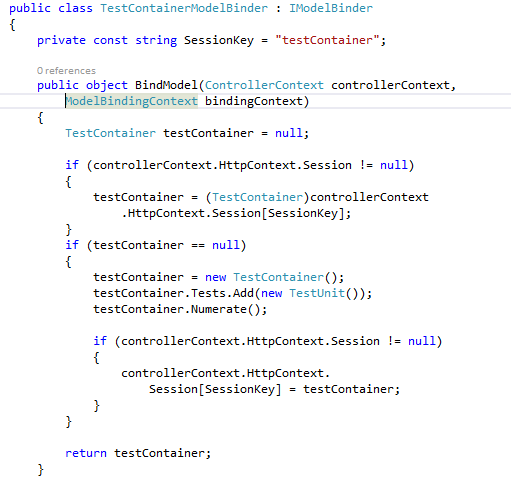 public class TestContainerModelBinder : IModelBinder
{
    private const string SessionKey = "testContainer";
    0 references
    public object BindModel(ControllerContext controllerContext,
        ModelBindingContext bindingContext)
    {
        TestContainer testContainer = null;
        if (controllerContext.HttpContext.Session != null)
        {
            testContainer = (TestContainer)controllerContext
                .HttpContext.Session[SessionKey];
        }
        if (testContainer == null)
        {
            testContainer = new TestContainer();
            testContainer.Tests.Add(new TestUnit());
            testContainer.Numerate();
            if (controllerContext.HttpContext.Session != null)
            {
                controllerContext.HttpContext.
                    Session[SessionKey] = testContainer;
            }
        }
        return testContainer;
    }